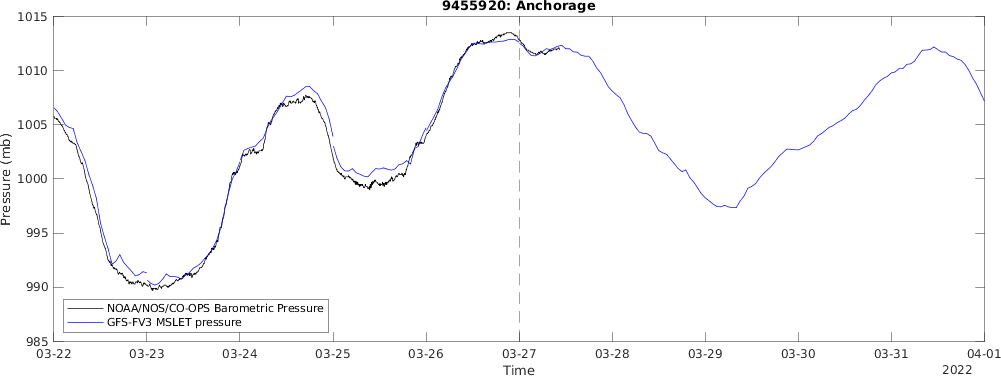 9455920: Anchorage
Pressure (mb)
1015
1010
1005
1000
995
990
985
NOAA/NOS/CO-OPS Barometric Pressure
GFS-FV3 MSLET pressure
03-22 03-23 03-24 03-25 03-26 03-27 03-28 03-29 03-30 03-31 04-01
Time
2022